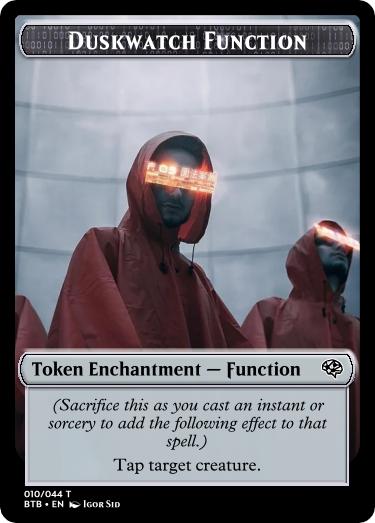 Duskwatch Function
Token Enchantment — Function
(Sacrifice this as you cast an instant or
sorcery to add the following effect to that
spell.)
Tap target creature.
010/044 T
BTB • EN Igor Sid